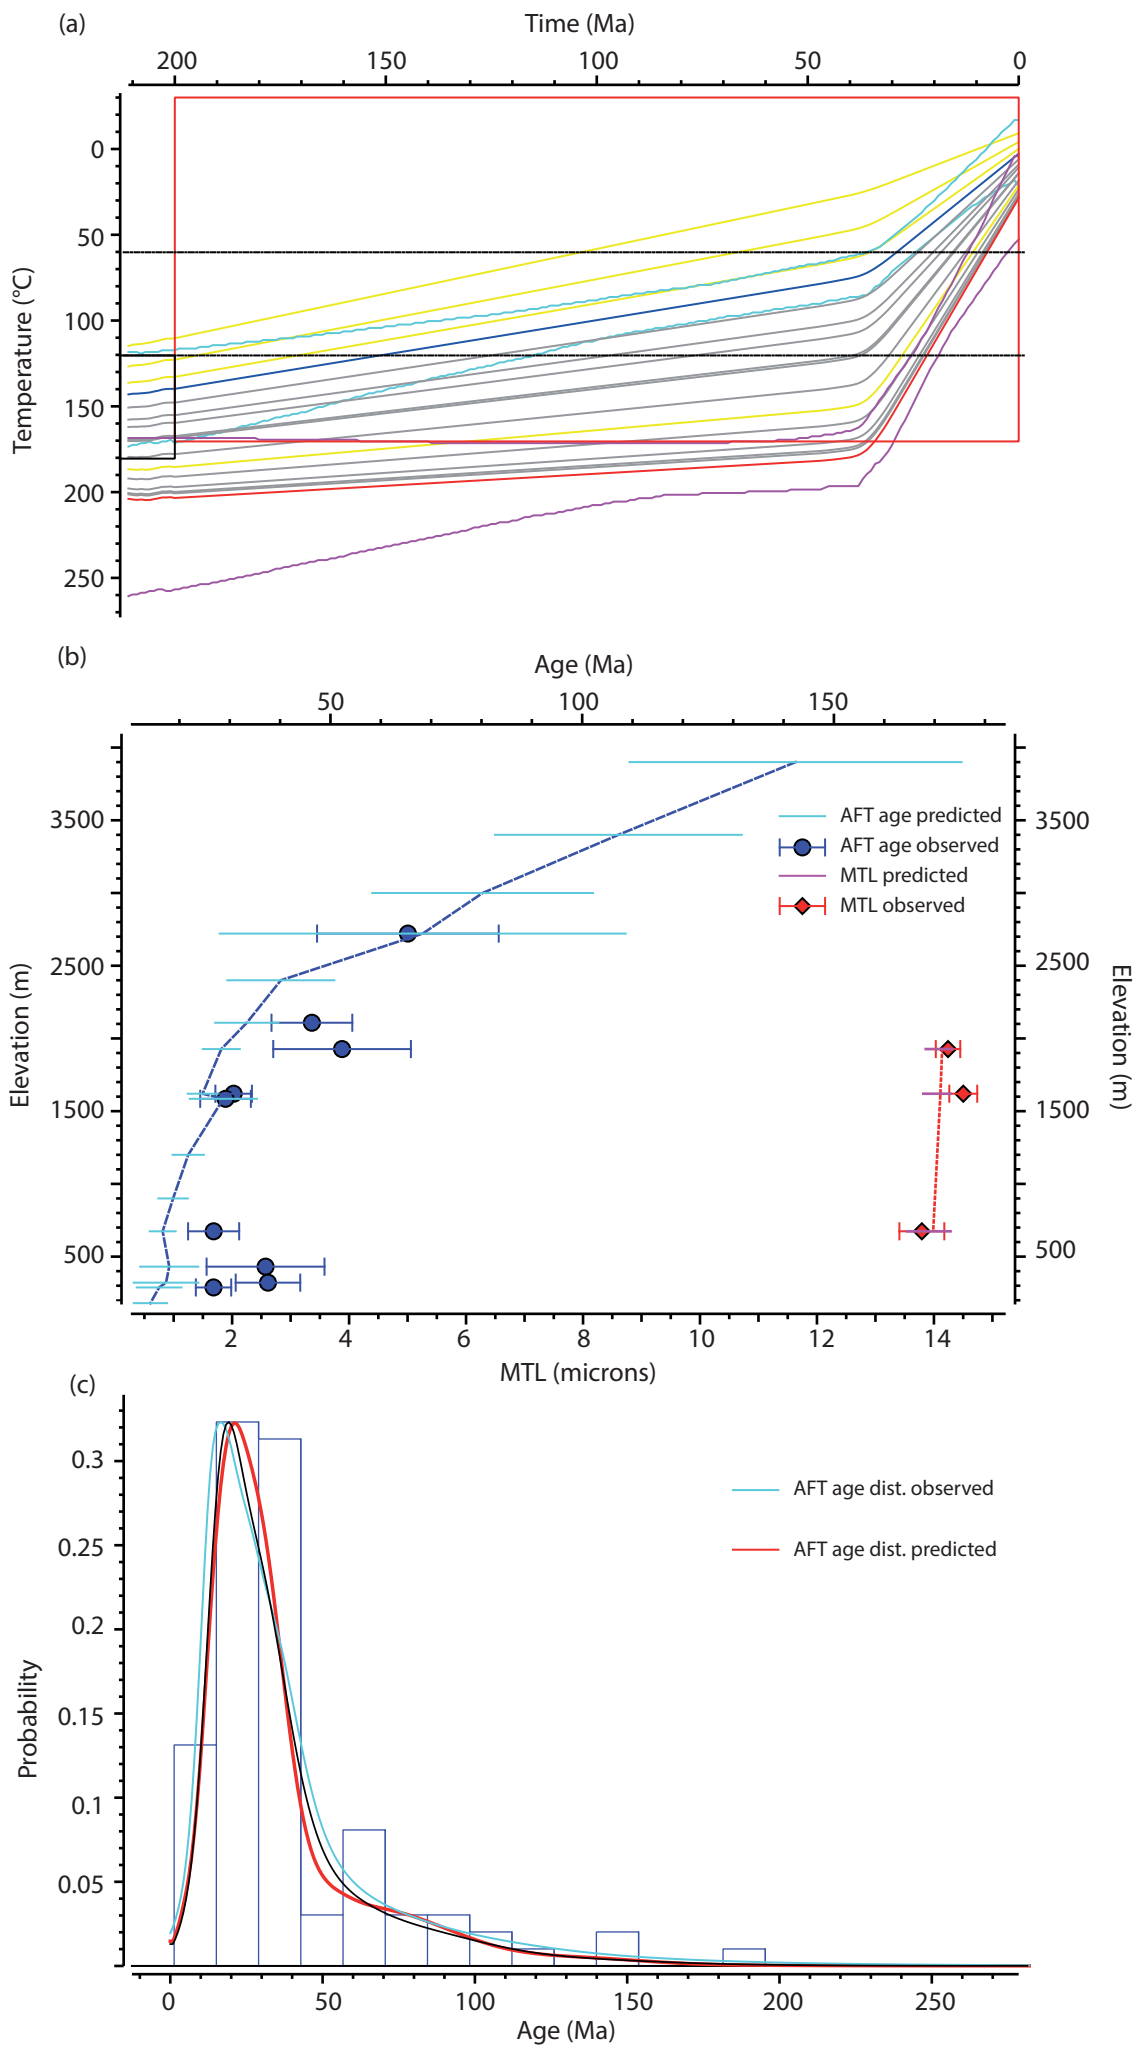 (a)
Time (Ma)
200 150 100 50 0
Temperature (°C)
0
50
100
150
200
250
(b)
Age (Ma)
50 100 150
Elevation (m)
3500
2500
1500
500
AFT age predicted
AFT age observed
MTL predicted
MTL observed
3500
2500
1500
500
Elevation (m)
2 4 6 8 10 12 14
MTL (microns)
(c)
Probability
0.3
0.25
0.2
0.15
0.1
0.05
AFT age dist. observed
AFT age dist. predicted
0 50 100 150 200 250
Age (Ma)